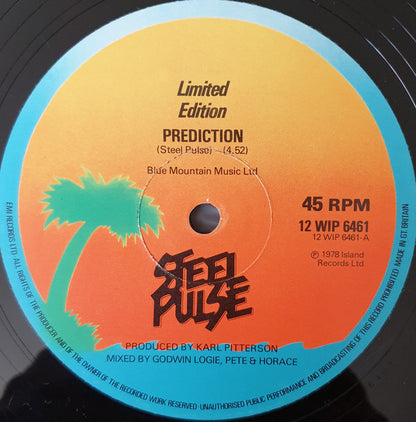 Limited
Edition
PREDICTION
(Steel Pulse) (4.52)
Blue Mountain Music Ltd
45 RPM
12 WIP 6461
12 WIP 6461-A
℗ 1978 Island
Records Ltd
STEEL
PULSE
PRODUCED BY KARL PITTERSON
MIXED BY GODWIN LOGIE, PETE & HORACE
EMI RECORDS LTD · ALL RIGHTS OF THE PRODUCER AND OF THE OWNER OF THE RECORDED WORK RESERVED · UNAUTHORISED PUBLIC PERFORMANCE AND BROADCASTING OF THIS RECORD PROHIBITED MADE IN GT. BRITAIN